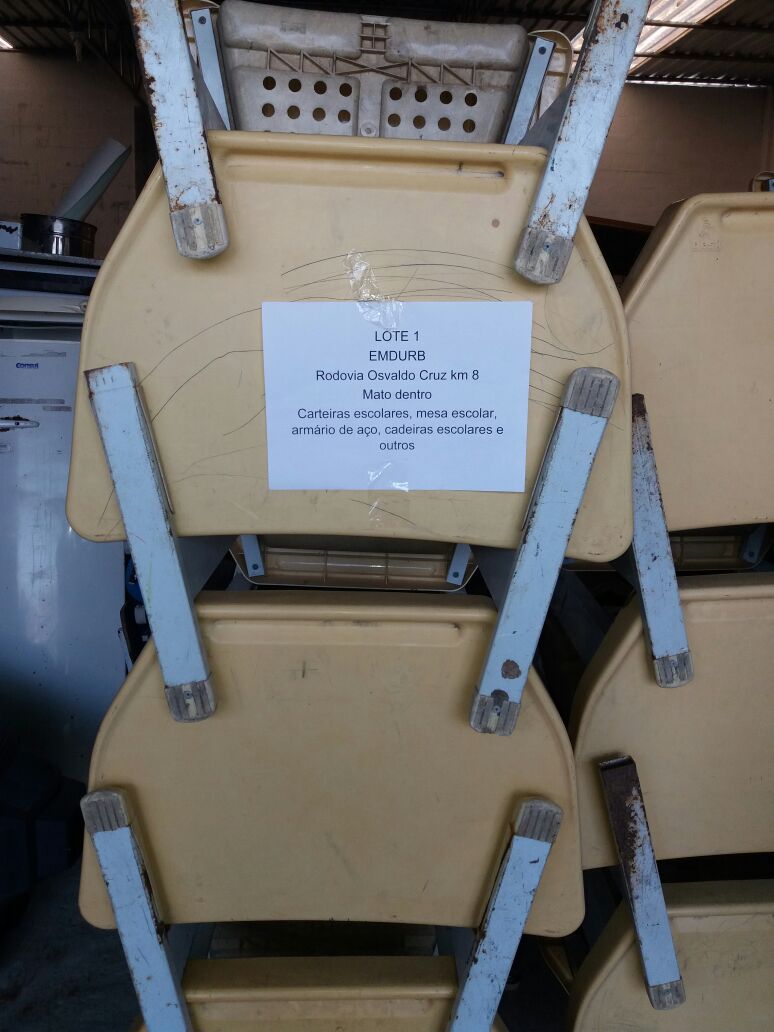 LOTE 1
EMDURB
Rodovia Osvaldo Cruz km 8
Mato dentro
Carteiras escolares, mesa escolar,
armário de aço, cadeiras escolares e
outros
CONSUL